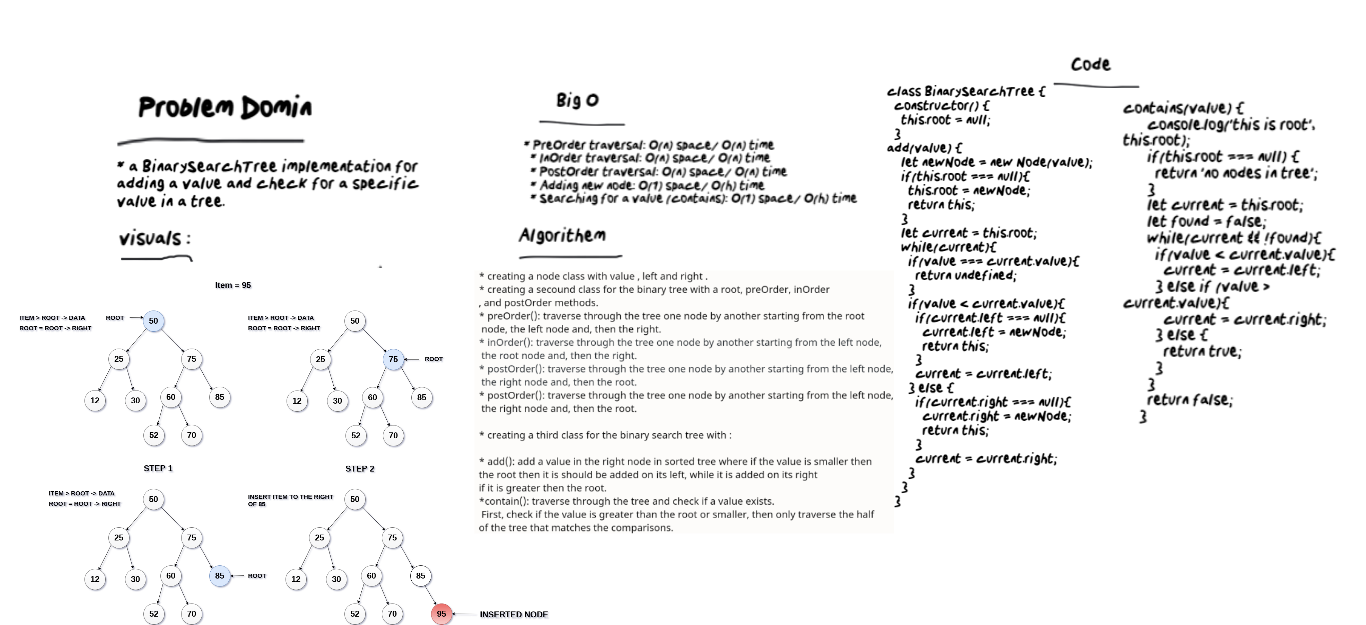 Problem Domin
* a BinarySearchTree implementation for
adding a value and check for a specific
value in a tree.
visuals :
Item = 95
ITEM > ROOT -> DATA
ROOT = ROOT -> RIGHT
ROOT
50
25
75
12
30
60
85
52
70
STEP 1
ITEM > ROOT -> DATA
ROOT = ROOT -> RIGHT
50
25
75
ROOT
12
30
60
85
52
70
STEP 2
ITEM > ROOT -> DATA
ROOT = ROOT -> RIGHT
50
25
75
12
30
60
85
ROOT
52
70
INSERT ITEM TO THE RIGHT
OF 85
50
25
75
12
30
60
85
52
70
95
INSERTED NODE
Big O
* PreOrder traversal: O(n) space/ O(n) time
* InOrder traversal: O(n) space/ O(n) time
* PostOrder traversal: O(n) space/ O(n) time
* Adding new node: O(1) space/ O(h) time
* Searching for a value (contains): O(1) space/ O(h) time
Algorithem
* creating a node class with value , left and right .
* creating a secound class for the binary tree with a root, preOrder, inOrder
, and postOrder methods.
* preOrder(): traverse through the tree one node by another starting from the root
node, the left node and, then the right.
* inOrder(): traverse through the tree one node by another starting from the left node,
the root node and, then the right.
* postOrder(): traverse through the tree one node by another starting from the left node,
the right node and, then the root.
* postOrder(): traverse through the tree one node by another starting from the left node,
the right node and, then the root.
* creating a third class for the binary search tree with :
* add(): add a value in the right node in sorted tree where if the value is smaller then
the root then it is should be added on its left, while it is added on its right
if it is greater then the root.
*contain(): traverse through the tree and check if a value exists.
First, check if the value is greater than the root or smaller, then only traverse the half
of the tree that matches the comparisons.
Code
class BinarySearchTree {
constructor() {
this.root = null;
}
add(value) {
let newNode = new Node(value);
if(this.root === null){
this.root = newNode;
return this;
}
let current = this.root;
while(current){
if(value === current.value){
return undefined;
}
if(value < current.value){
if(current.left === null){
current.left = newNode;
return this;
}
current = current.left;
} else {
if(current.right === null){
current.right = newNode;
return this;
}
current = current.right;
}
}
}
contains(value) {
console.log('this is root',
this.root);
if(this.root === null) {
return 'no nodes in tree';
}
let current = this.root;
let found = false;
while(current && !found){
if(value < current.value){
current = current.left;
} else if (value >
current.value){
current = current.right;
} else {
return true;
}
}
return false;
}